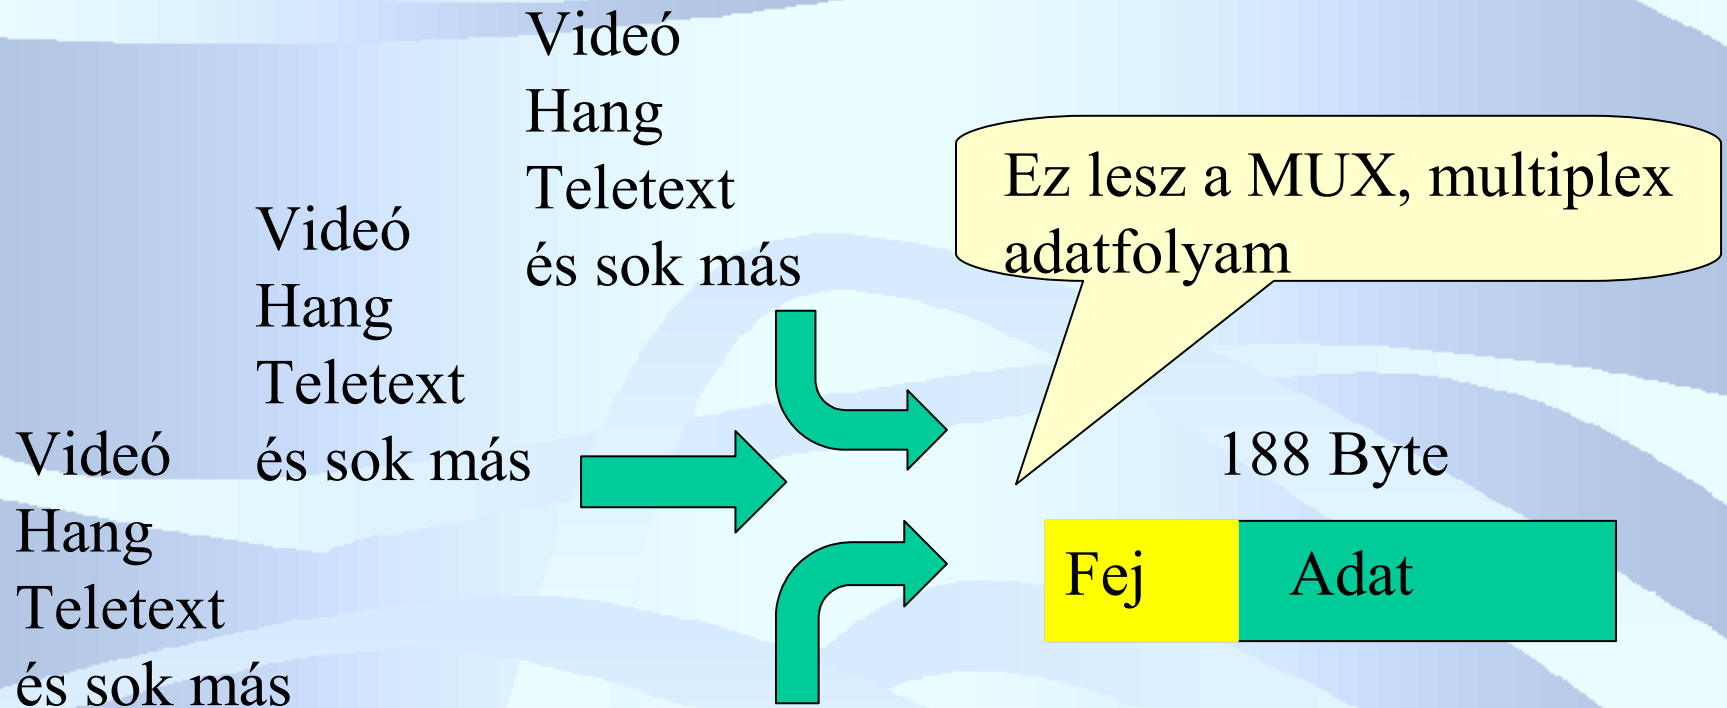 Videó
Hang
Teletext
és sok más
Videó
Hang
Teletext
és sok más
Videó
Hang
Teletext
és sok más
Ez lesz a MUX, multiplex
adatfolyam
188 Byte
Fej
Adat